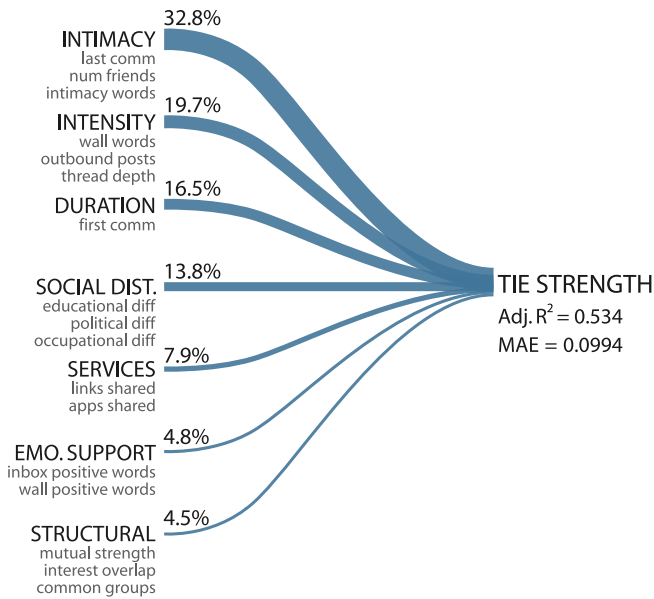 32.8%
INTIMACY
last comm
num friends
intimacy words
19.7%
INTENSITY
wall words
outbound posts
thread depth
16.5%
DURATION
first comm
13.8%
SOCIAL DIST.
educational diff
political diff
occupational diff
7.9%
SERVICES
links shared
apps shared
4.8%
EMO. SUPPORT
inbox positive words
wall positive words
4.5%
STRUCTURAL
mutual strength
interest overlap
common groups
TIE STRENGTH
Adj. R² = 0.534
MAE = 0.0994